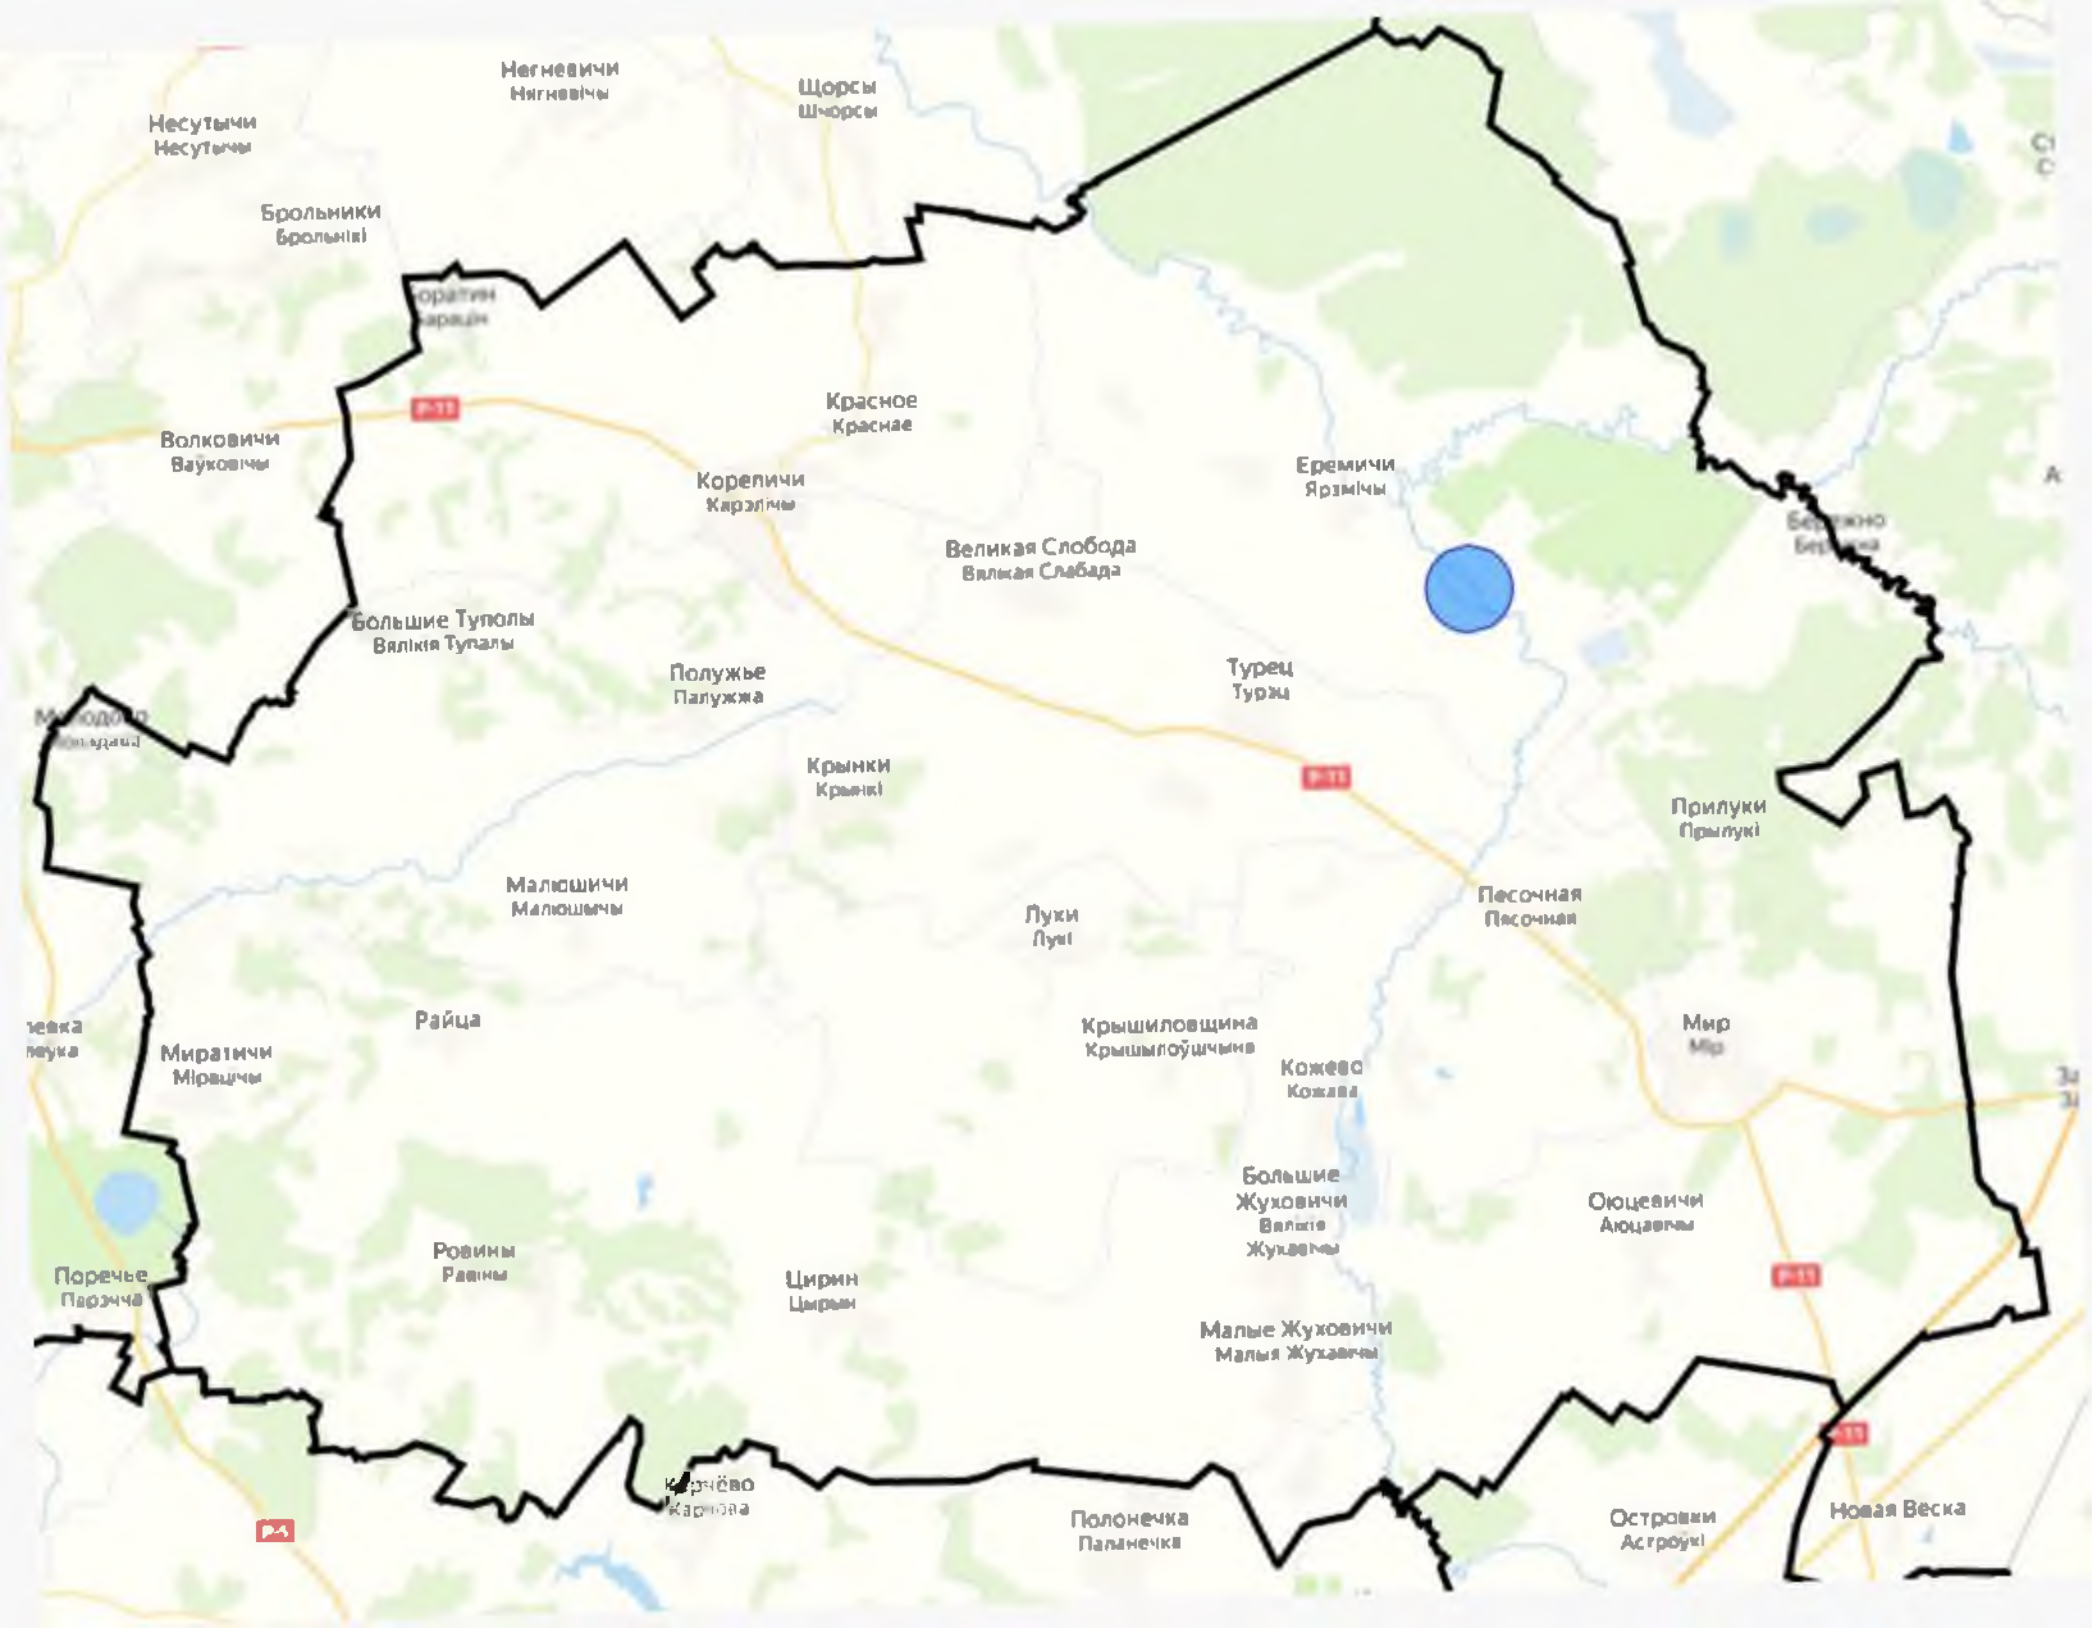 Негневичи
Нягневічы
Щорсы
Шчорсы
Несутычи
Несутычы
Брольники
Брольнікі
Р-11
Красное
Краснае
Волковичи
Ваўковічы
Кореличи
Карэлічы
Еремичи
Ярэмічы
Бережно
Великая Слобода
Вялікая Слабада
Большие Туполы
Вялікія Тупалы
Полужье
Палужжа
Турец
Турэц
Крынки
Крынкі
Р-11
Прилуки
Прылукі
Малюшичи
Малюшычы
Песочная
Пясочная
Луки
Лукі
Райца
Крышиловщина
Крышылоўшчына
Мир
Мір
Миратичи
Мірацічы
Кожево
Кожава
Большие
Жуховичи
Вялікія
Жухавічы
Оюцевичи
Аюцавічы
Ровины
Равіны
Поречье
Парэчча
Цирин
Цырын
Р-11
Малые Жуховичи
Малыя Жухавічы
Р-4
Полонечка
Паланечка
Островки
Астроўкі
Новая Веска